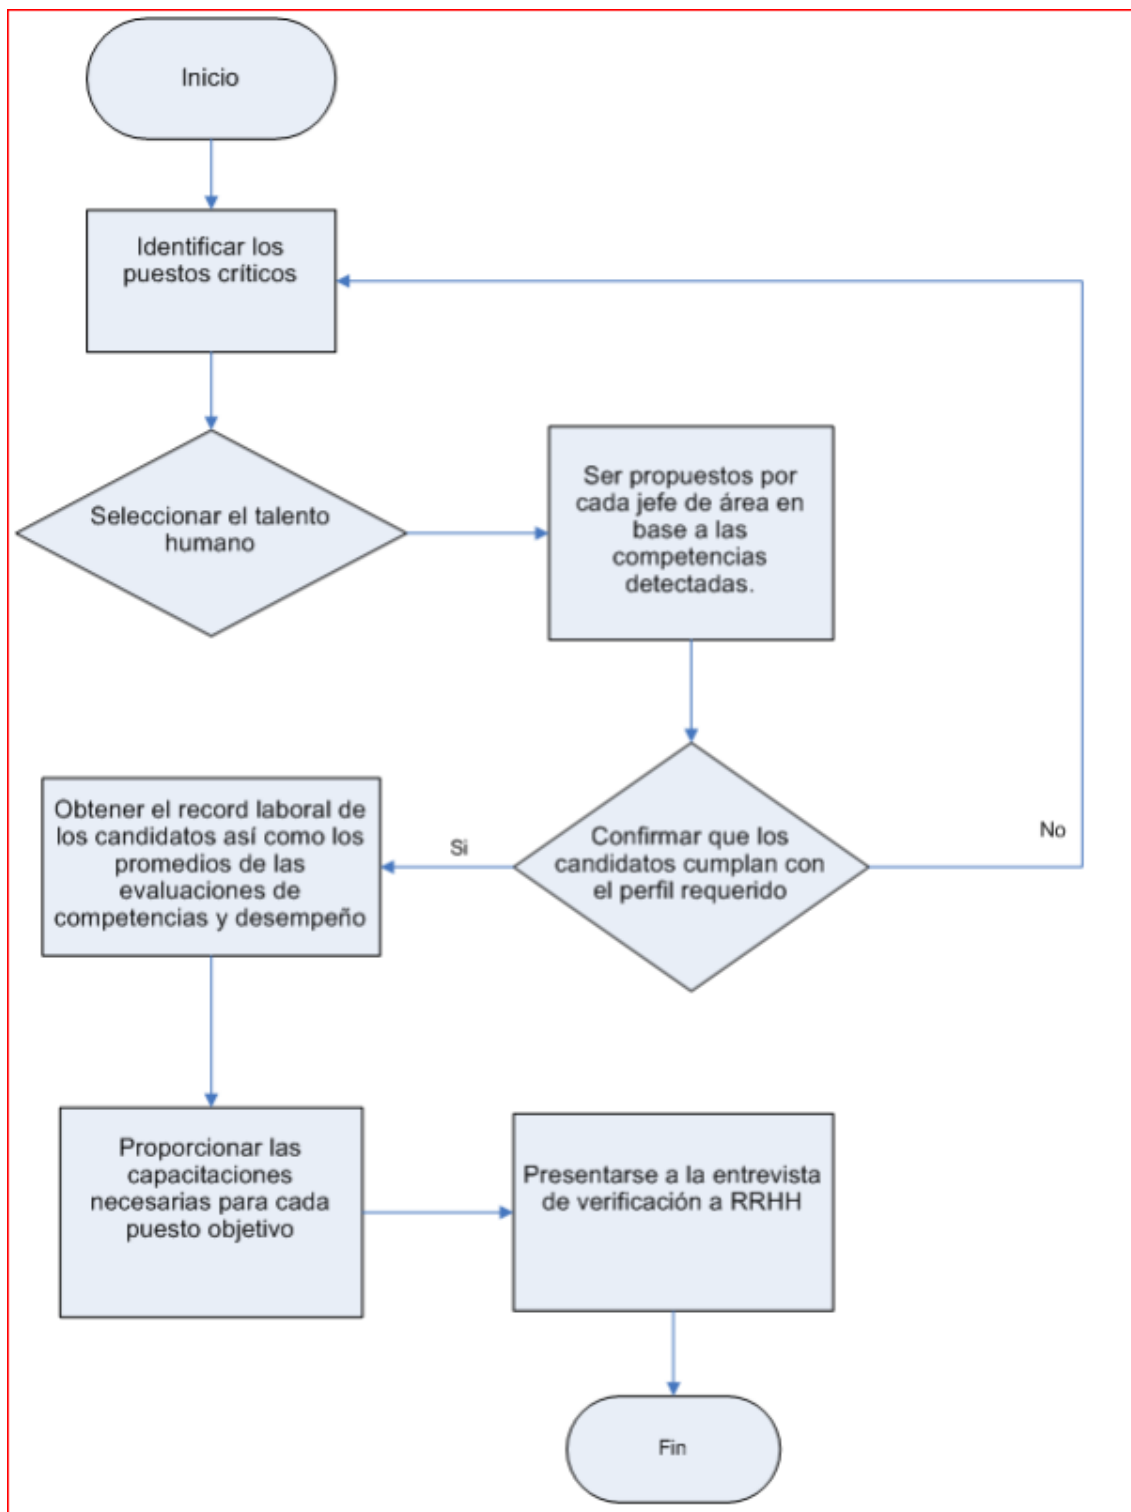 Inicio
Identificar los
puestos críticos
Seleccionar el talento
humano
Ser propuestos por
cada jefe de área en
base a las
competencias
detectadas.
Confirmar que los
candidatos cumplan con
el perfil requerido
No
Si
Obtener el record laboral de
los candidatos así como los
promedios de las
evaluaciones de
competencias y desempeño
Proporcionar las
capacitaciones
necesarias para cada
puesto objetivo
Presentarse a la entrevista
de verificación a RRHH
Fin